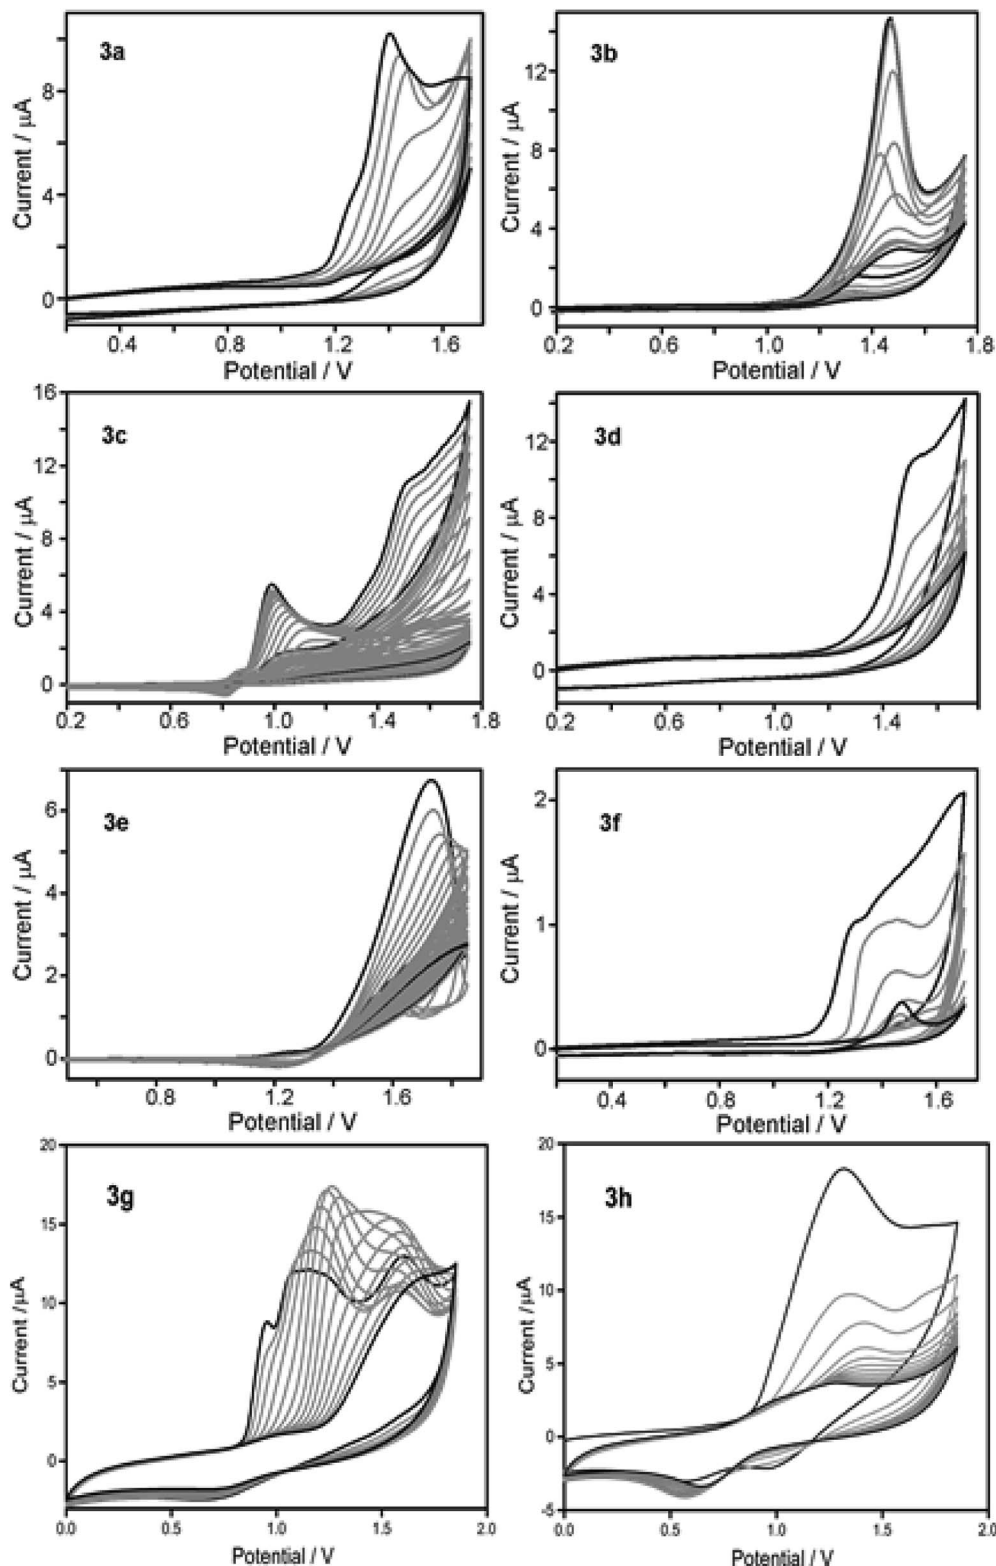 3a
8
4
0
Current / µA
0.4 0.8 1.2 1.6
Potential / V
3b
12
8
4
0
Current / µA
0.2 0.6 1.0 1.4 1.8
Potential / V
3c
16
12
8
4
0
Current / µA
0.2 0.6 1.0 1.4 1.8
Potential / V
3d
12
8
4
0
Current / µA
0.2 0.6 1.0 1.4
Potential / V
3e
6
4
2
0
Current / µA
0.8 1.2 1.6
Potential / V
3f
2
1
0
Current / µA
0.4 0.8 1.2 1.6
Potential / V
3g
20
15
10
5
0
Current /µA
0.0 0.5 1.0 1.5 2.0
Potential / V
3h
20
15
10
5
0
-5
Current /µA
0.0 0.5 1.0 1.5 2.0
Potential / V